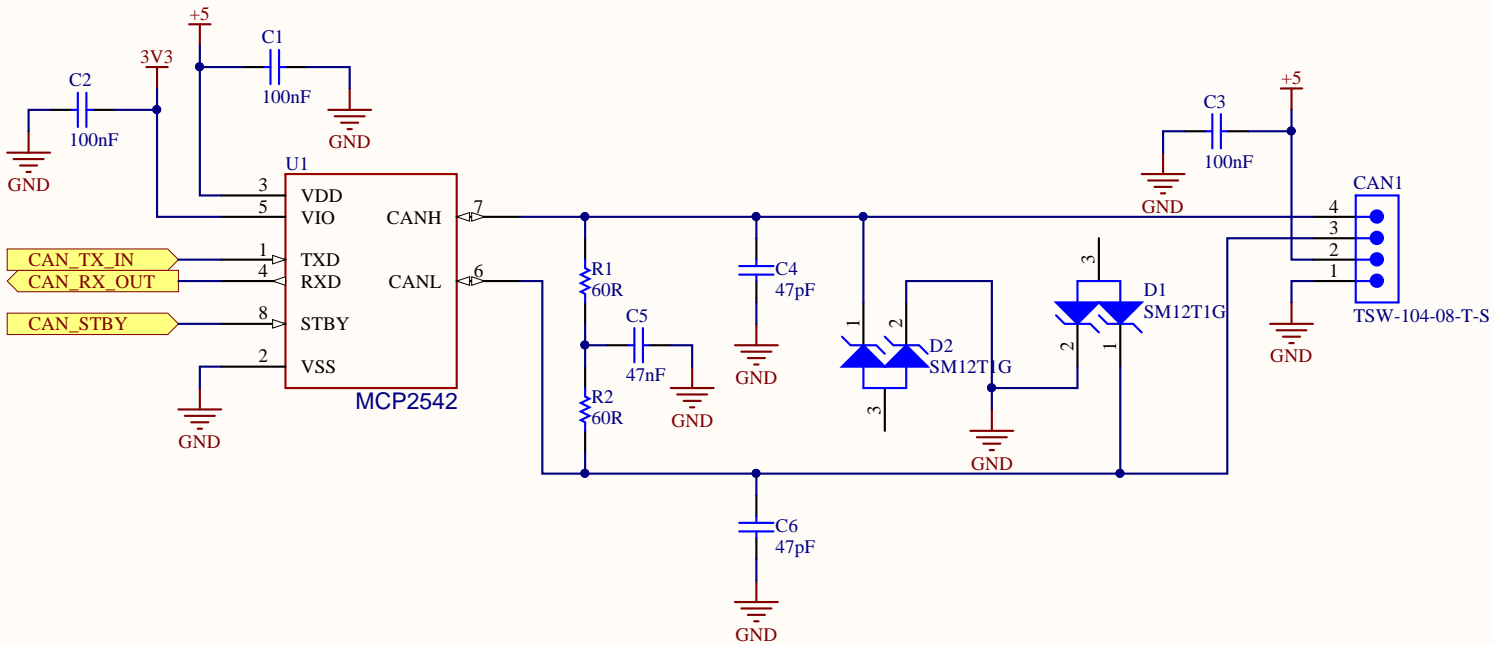 +5
C1
100nF
GND
3V3
C2
100nF
GND
+5
C3
100nF
GND
U1
3 VDD
5 VIO
CANH 7
CAN_TX_IN 1 TXD
CAN_RX_OUT 4 RXD
CANL 6
CAN_STBY 8 STBY
2 VSS
MCP2542
GND
R1
60R
C5
47nF
GND
R2
60R
C4
47pF
GND
1
2
D2
SM12T1G
3
GND
3
D1
SM12T1G
2
1
CAN1
4
3
2
1
TSW-104-08-T-S
GND
C6
47pF
GND